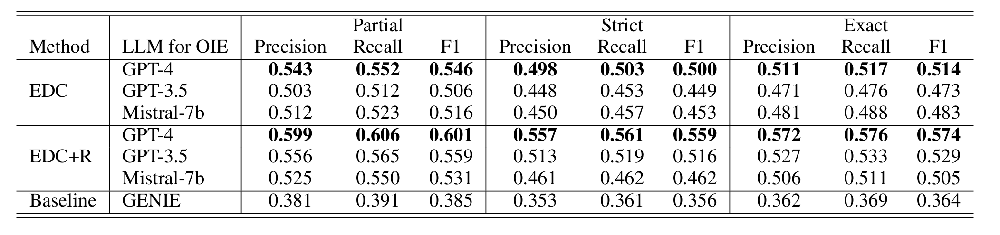 Partial Strict Exact
Method LLM for OIE Precision Recall F1 Precision Recall F1 Precision Recall F1
GPT-4 0.543 0.552 0.546 0.498 0.503 0.500 0.511 0.517 0.514
EDC GPT-3.5 0.503 0.512 0.506 0.448 0.453 0.449 0.471 0.476 0.473
Mistral-7b 0.512 0.523 0.516 0.450 0.457 0.453 0.481 0.488 0.483
GPT-4 0.599 0.606 0.601 0.557 0.561 0.559 0.572 0.576 0.574
EDC+R GPT-3.5 0.556 0.565 0.559 0.513 0.519 0.516 0.527 0.533 0.529
Mistral-7b 0.525 0.550 0.531 0.461 0.462 0.462 0.506 0.511 0.505
Baseline GENIE 0.381 0.391 0.385 0.353 0.361 0.356 0.362 0.369 0.364